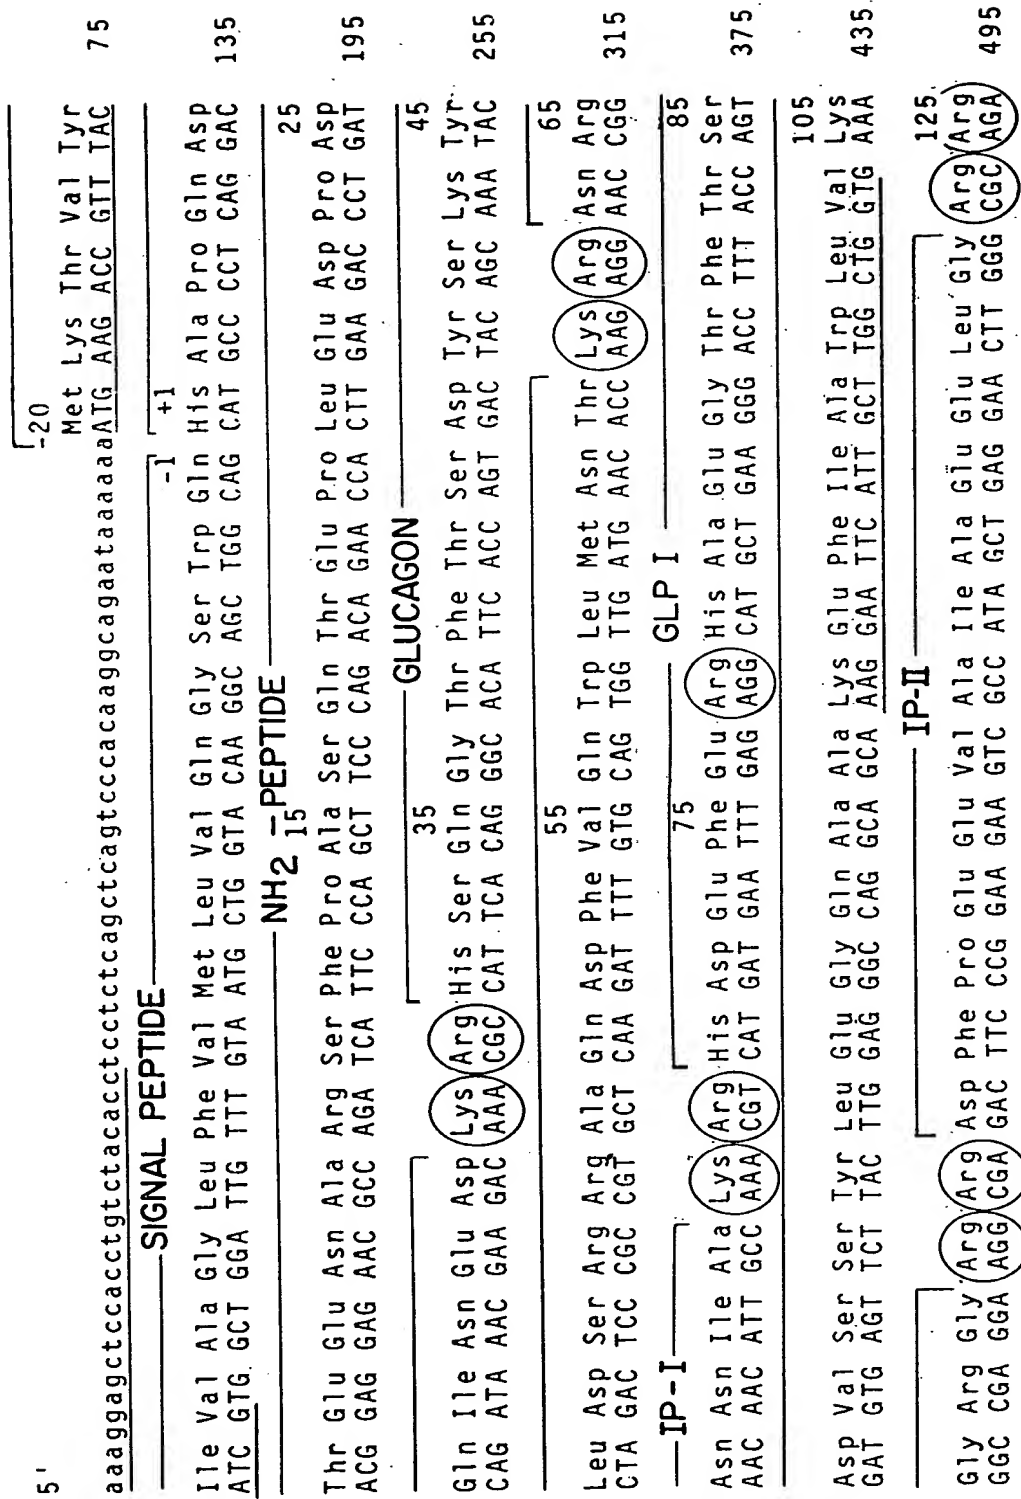 5'
-20
Met Lys Thr Val Tyr
aaaggagctccacctgtctacacctcctctcagctcagtcccacaaggcagaataaaaaaATG AAG ACC GTT TAC 75
SIGNAL PEPTIDE -1 +1
Ile Val Ala Gly Leu Phe Val Met Leu Val Gln Gly Ser Trp Gln His Ala Pro Gln Asp
ATC GTG GCT GGA TTG TTT GTA ATG CTG GTA CAA GGC AGC TGG CAG CAT GCC CCT CAG GAC 135
NH2-PEPTIDE
15 25
Thr Glu Glu Asn Ala Arg Ser Phe Pro Ala Ser Gln Thr Glu Pro Leu Glu Asp Pro Asp
ACG GAG GAG AAC GCC AGA TCA TTC CCA GCT TCC CAG ACA GAA CCA CTT GAA GAC CCT GAT 195
GLUCAGON
35 45
Gln Ile Asn Glu Asp Lys Arg His Ser Gln Gly Thr Phe Thr Ser Asp Tyr Ser Lys Tyr
CAG ATA AAC GAA GAC AAA CGC CAT TCA CAG GGC ACA TTC ACC AGT GAC TAC AGC AAA TAC 255
55 65
Leu Asp Ser Arg Arg Ala Gln Asp Phe Val Gln Trp Leu Met Asn Thr Lys Arg Asn Arg
CTA GAC TCC CGC CGT GCT CAA GAT TTT GTG CAG TGG TTG ATG AAC ACC AAG AGG AAC CGG 315
IP-I GLP I
75 85
Asn Asn Ile Ala Lys Arg His Asp Glu Phe Glu Arg His Ala Glu Gly Thr Phe Thr Ser
AAC AAC ATT GCC AAA CGT CAT GAT GAA TTT GAG AGG CAT GCT GAA GGG ACC TTT ACC AGT 375
105
Asp Val Ser Ser Tyr Leu Glu Gly Gln Ala Ala Lys Glu Phe Ile Ala Trp Leu Val Lys
GAT GTG AGT TCT TAC TTG GAG GGC CAG GCA GCA AAG GAA TTC ATT GCT TGG CTG GTG AAA 435
IP-II
125
Gly Arg Gly Arg Arg Asp Phe Pro Glu Glu Val Ala Ile Ala Glu Glu Leu Gly Arg Arg
GGC CGA GGA AGG CGA GAC TTC CCG GAA GAA GTC GCC ATA GCT GAG GAA CTT GGG CGC AGA 495